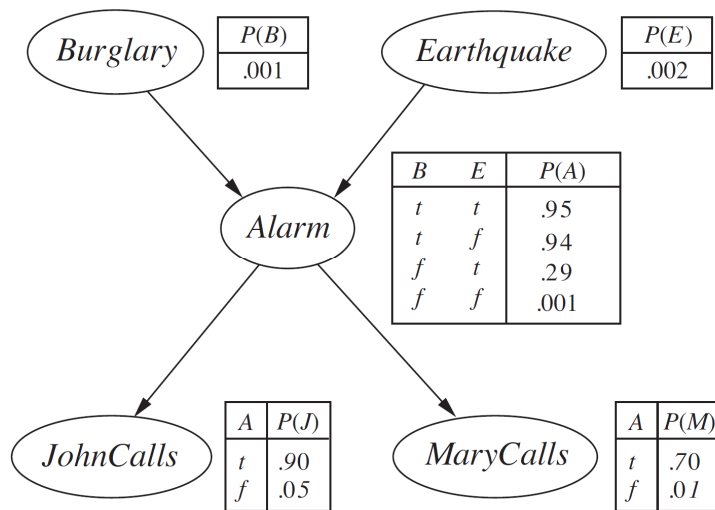 Burglary
P(B)
.001
Earthquake
P(E)
.002
Alarm
B E P(A)
t t .95
t f .94
f t .29
f f .001
JohnCalls
A P(J)
t .90
f .05
MaryCalls
A P(M)
t .70
f .01